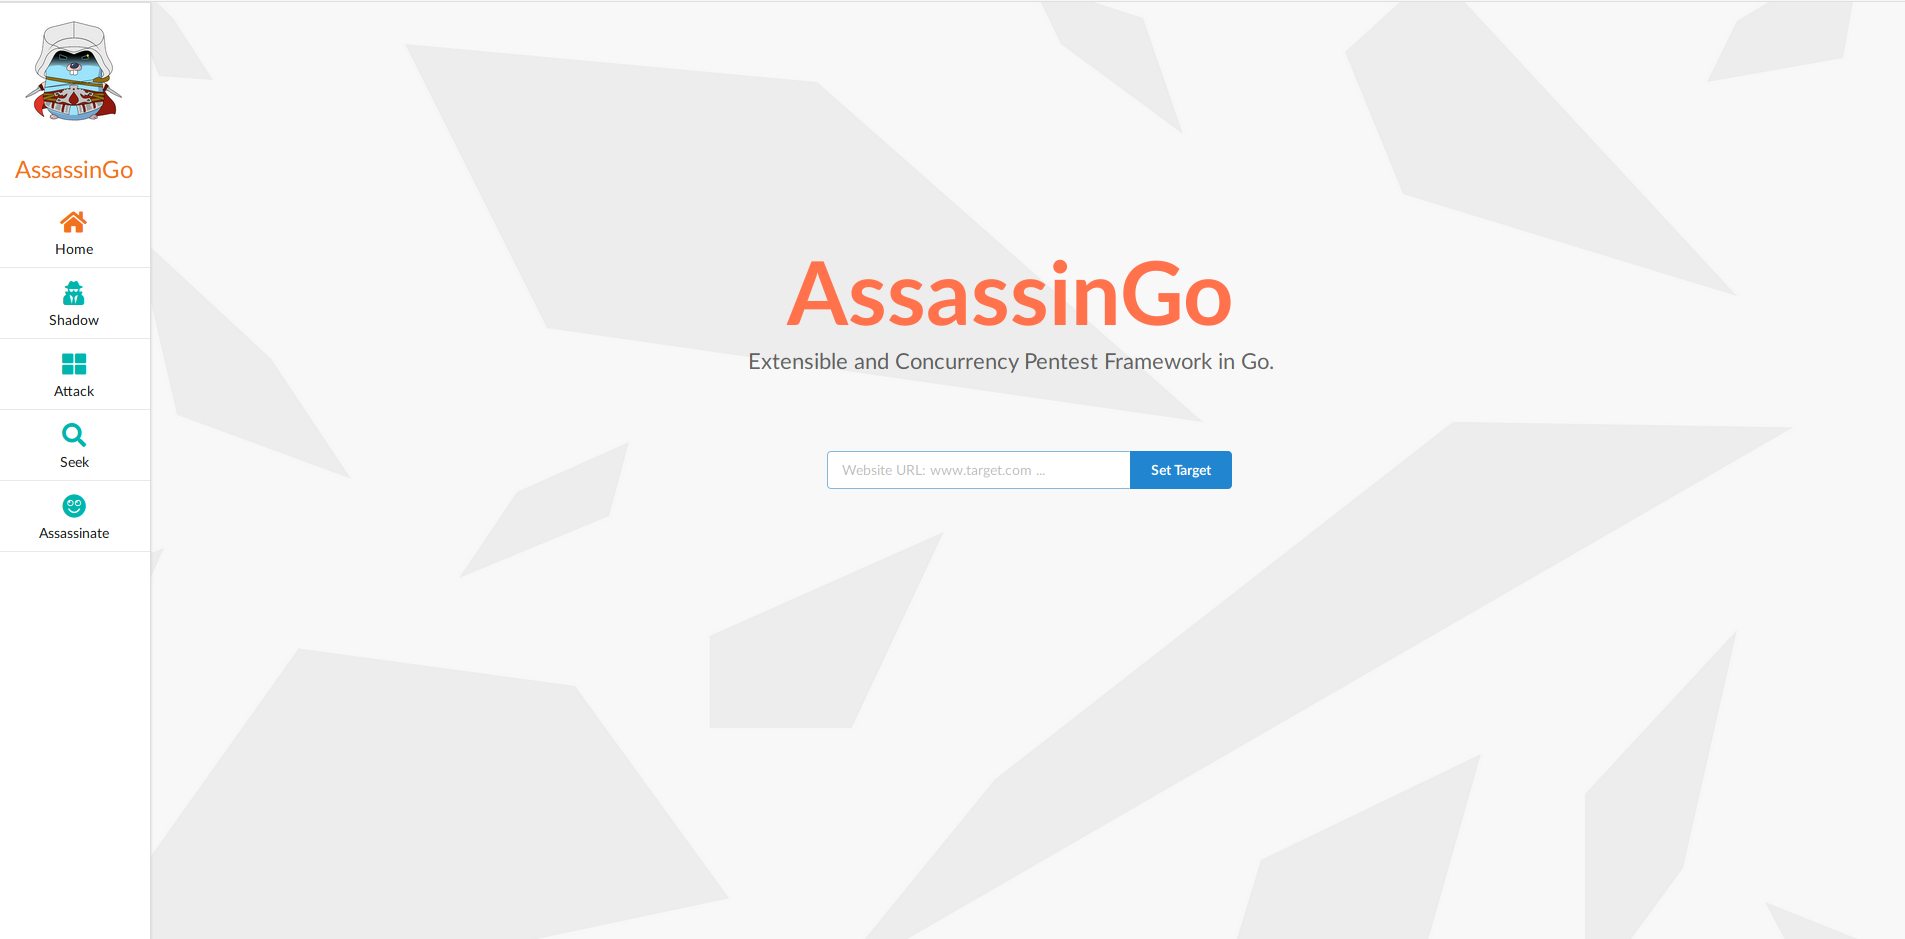 AssassinGo
Home
Shadow
Attack
Seek
Assassinate
AssassinGo
Extensible and Concurrency Pentest Framework in Go.
Website URL: www.target.com ...
Set Target